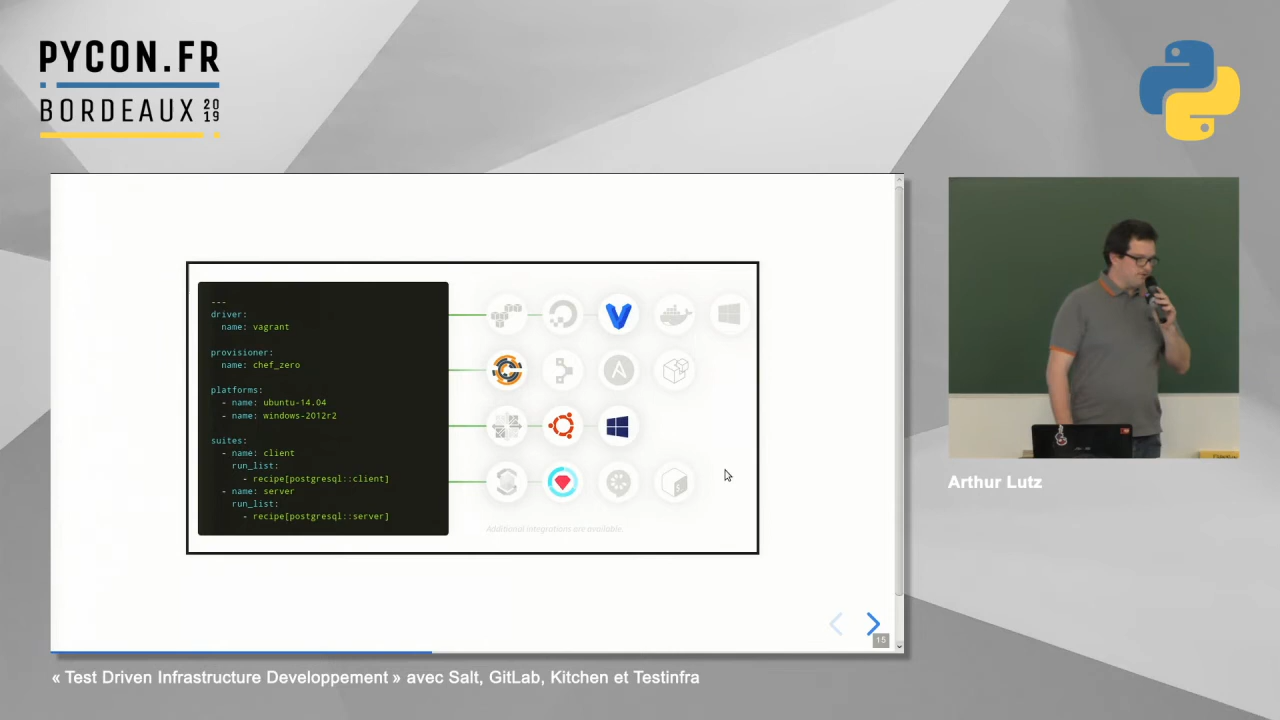 PYCON.FR
BORDEAUX 2019
---
driver:
name: vagrant
provisioner:
name: chef_zero
platforms:
- name: ubuntu-14.04
- name: windows-2012r2
suites:
- name: client
run_list:
- recipe[postgresql::client]
- name: server
run_list:
- recipe[postgresql::server]
Additional integrations are available.
15
Arthur Lutz
« Test Driven Infrastructure Developpement » avec Salt, GitLab, Kitchen et Testinfra